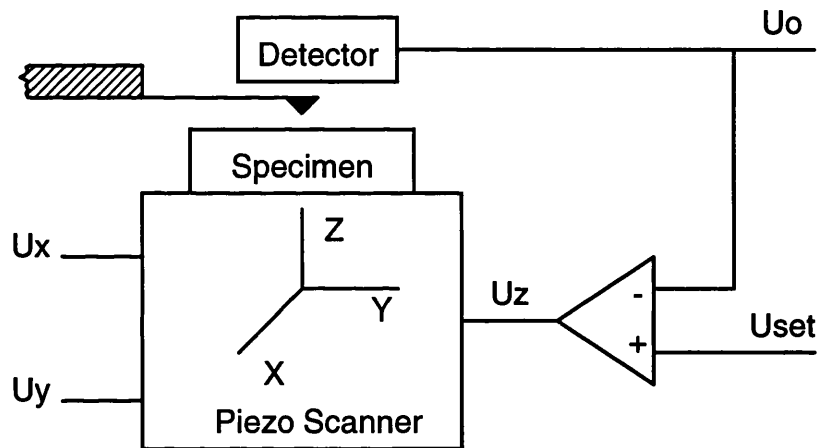 Uo
Detector
Specimen
Ux
Z
Y
Uz
-
+
Uset
X
Uy
Piezo Scanner